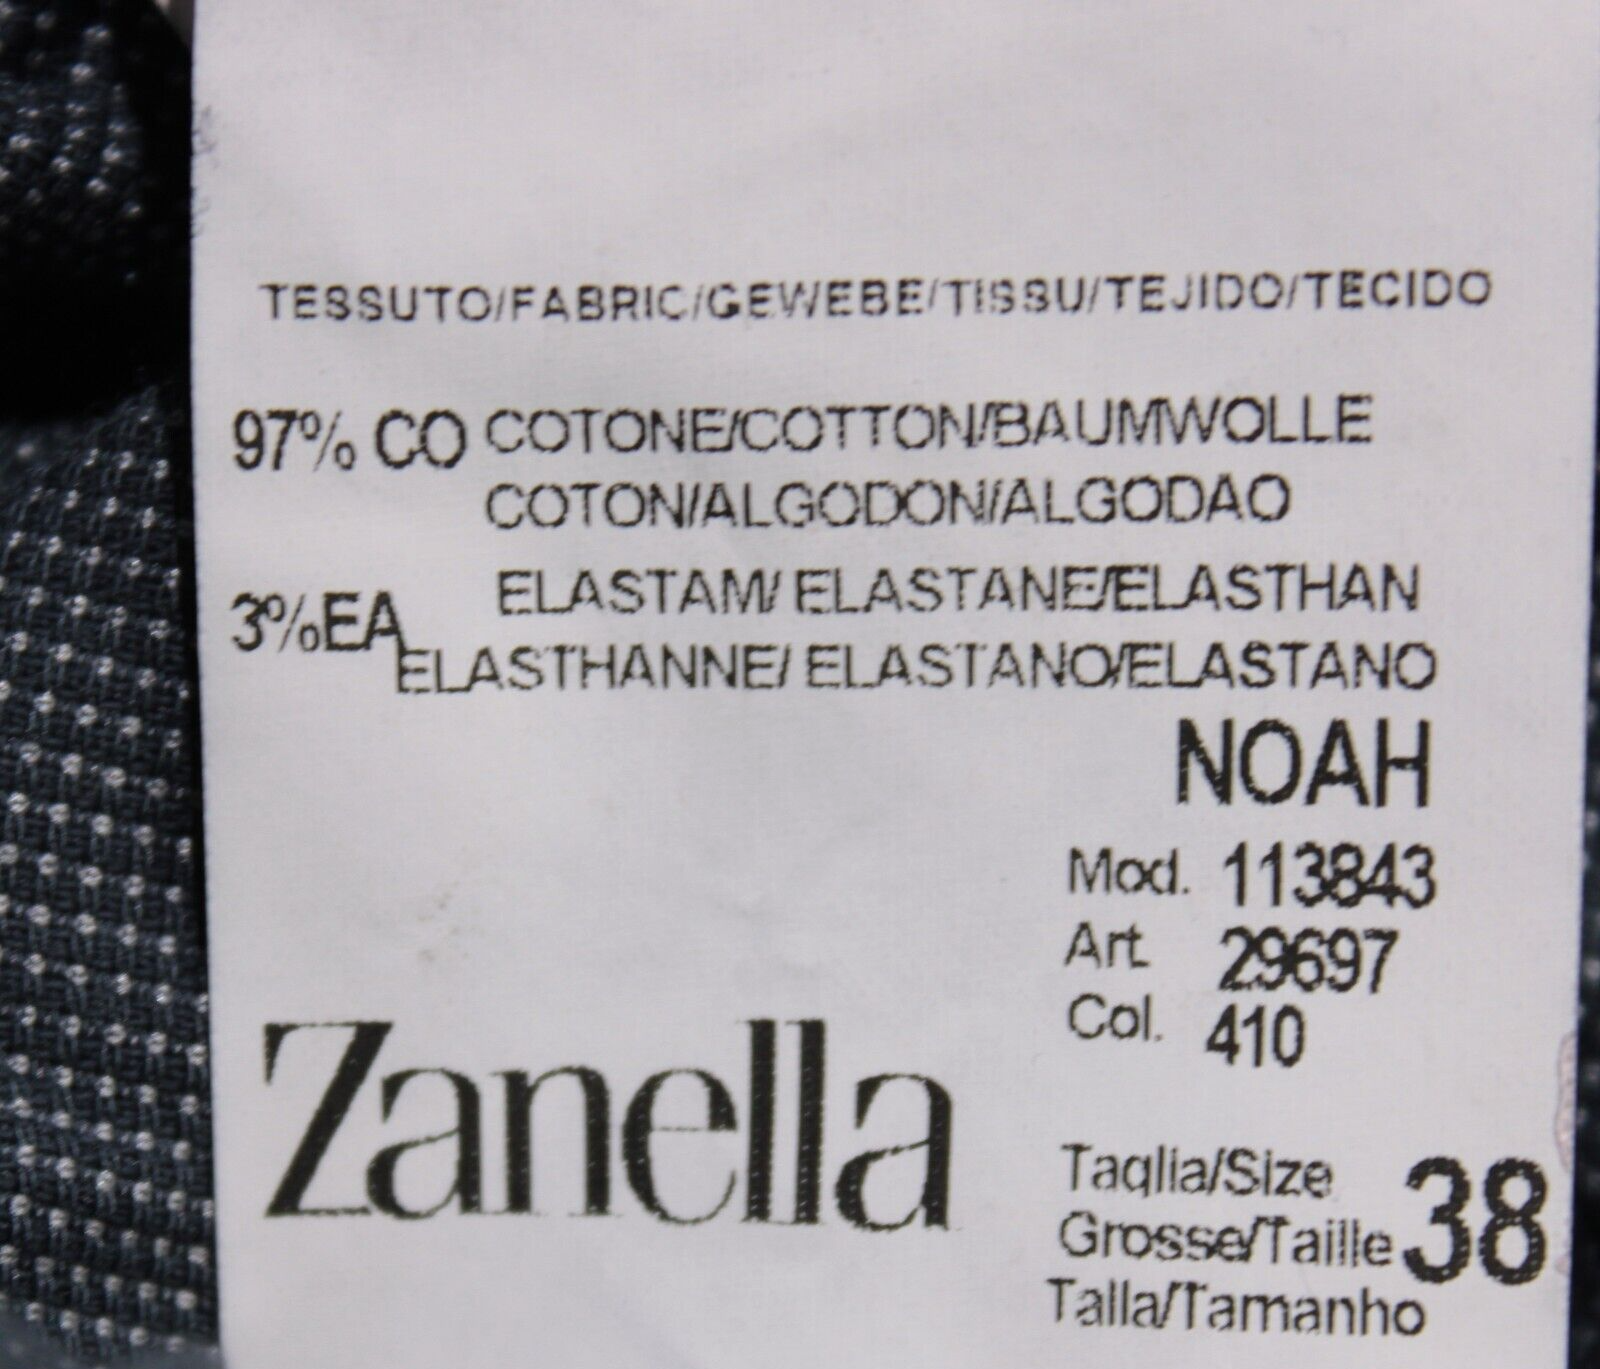 TESSUTO/FABRIC/GEWEBE/TISSU/TEJIDO/TECIDO
97% CO COTONE/COTTON/BAUMWOLLE
COTON/ALGODON/ALGODAO
3%EA ELASTAM/ ELASTANE/ELASTHAN
ELASTHANNE/ ELASTANO/ELASTANO
NOAH
Mod. 113843
Art. 29697
Col. 410
Zanella
Taglia/Size
Grosse/Taille 38
Talla/Tamanho